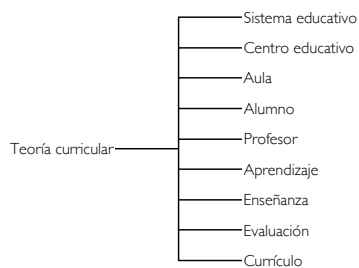 Sistema educativo
Centro educativo
Aula
Alumno
Profesor
Teoría curricular
Aprendizaje
Enseñanza
Evaluación
Currículo